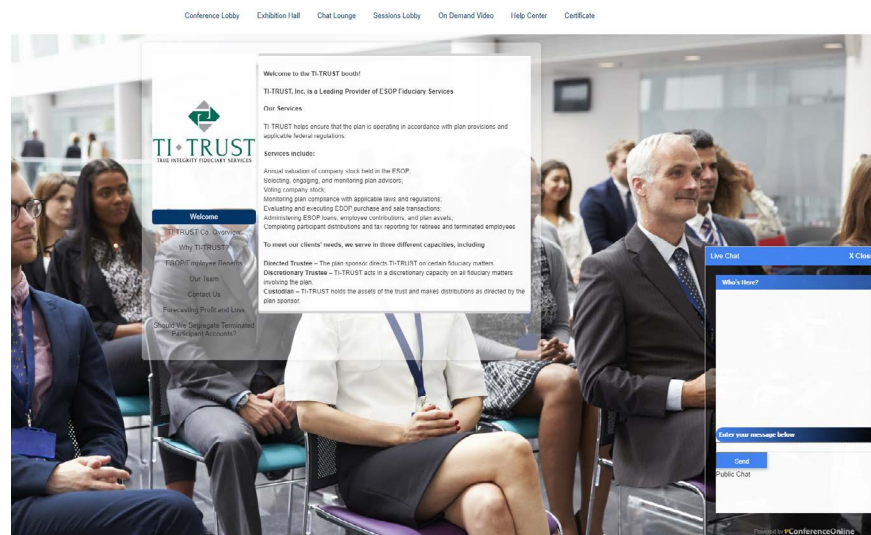 Conference Lobby Exhibition Hall Chat Lounge Sessions Lobby On Demand Video Help Center Certificate
TI TRUST
TRUE INTEGRITY FIDUCIARY SERVICES
Welcome
TI-TRUST Co. Overview
Why TI-TRUST?
ESOP/Employee Benefits
Our Team
Contact Us
Forecasting Profit and Loss
Should We Segregate Terminated
Participant Accounts?
Welcome to the TI-TRUST booth!
TI-TRUST, Inc. is a Leading Provider of ESOP Fiduciary Services
Our Services
TI-TRUST helps ensure that the plan is operating in accordance with plan provisions and
applicable federal regulations.
Services include:
Annual valuation of company stock held in the ESOP;
Selecting, engaging, and monitoring plan advisors;
Voting company stock;
Monitoring plan compliance with applicable laws and regulations;
Evaluating and executing ESOP purchase and sale transactions;
Administering ESOP loans, employee contributions, and plan assets;
Completing participant distributions and tax reporting for retirees and terminated employees
To meet our clients' needs, we serve in three different capacities, including
Directed Trustee – The plan sponsor directs TI-TRUST on certain fiduciary matters.
Discretionary Trustee – TI-TRUST acts in a discretionary capacity on all fiduciary matters
involving the plan.
Custodian – TI-TRUST holds the assets of the trust and makes distributions as directed by the
plan sponsor.
Live Chat X Close
Who's Here?
Enter your message below
Send
Public Chat
Powered by vConferenceOnline